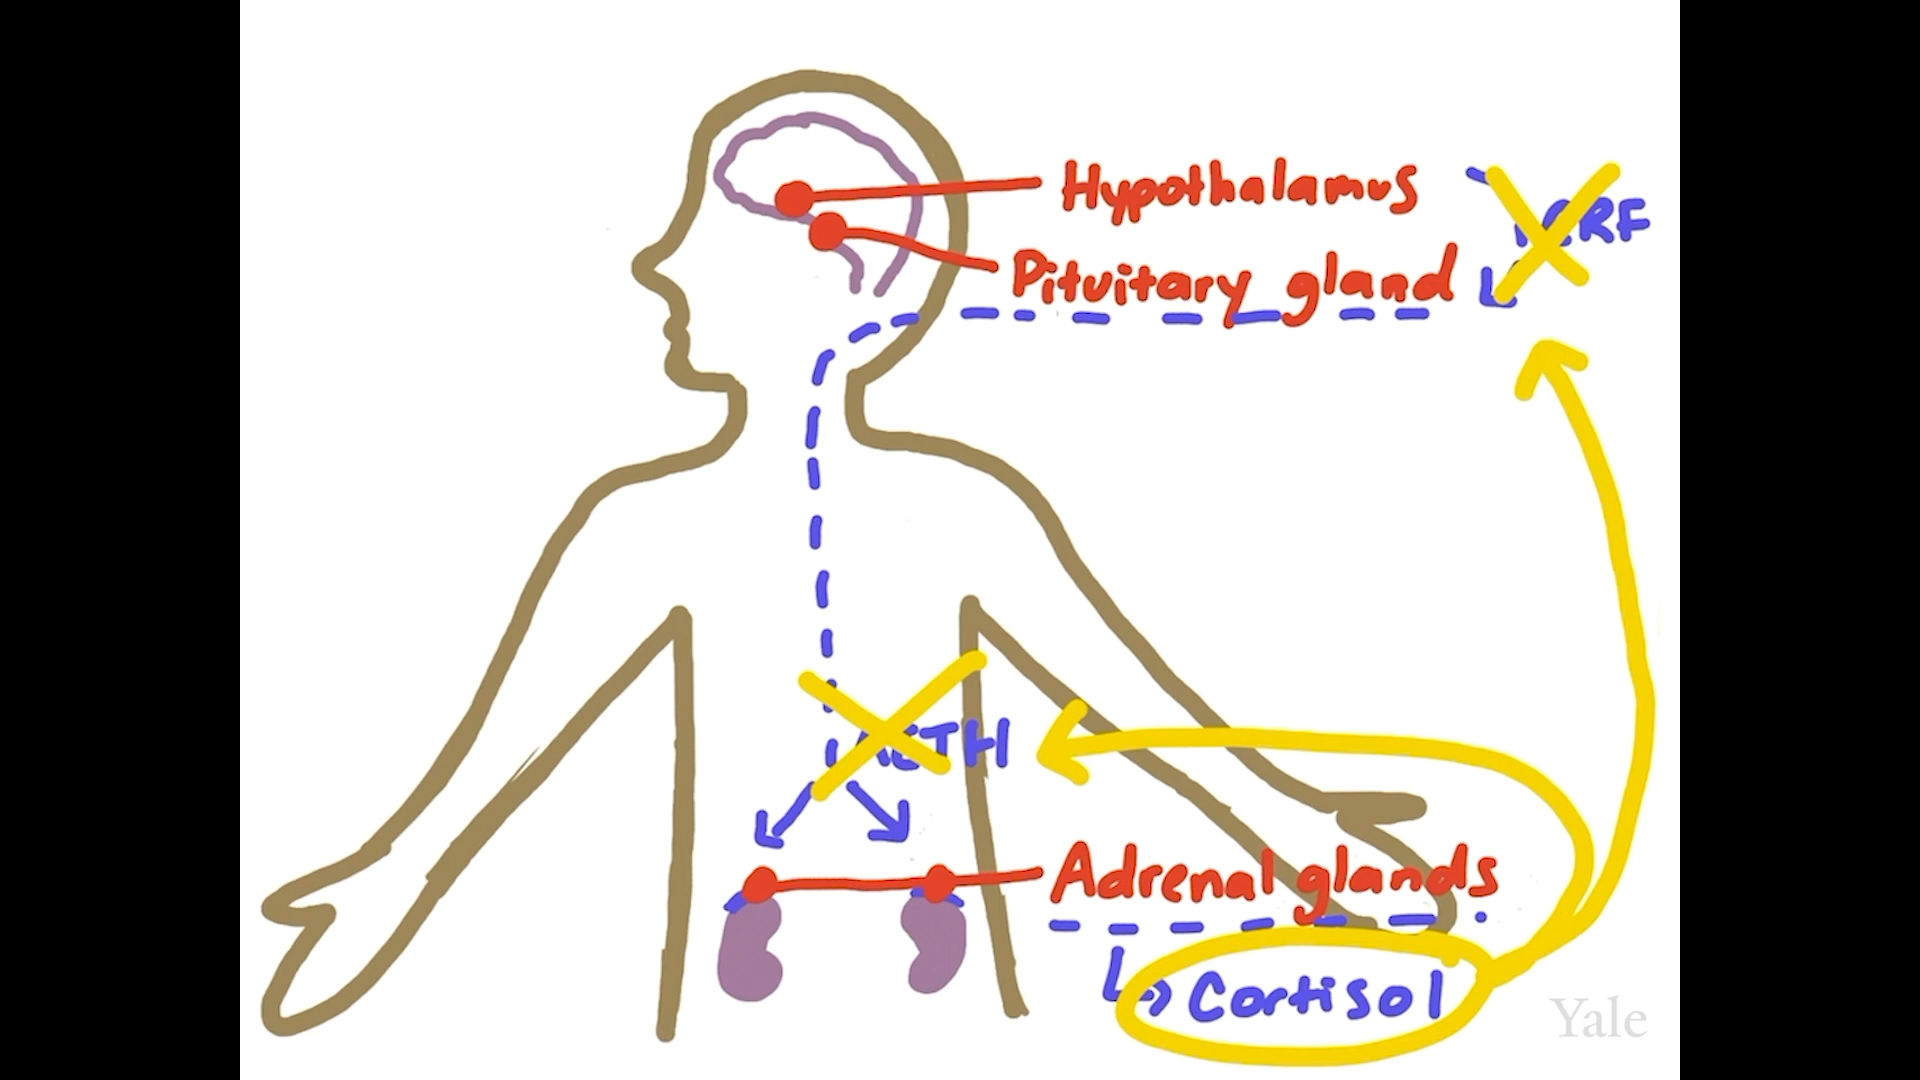 Hypothalamus
CRF
Pituitary gland
ACTH
Adrenal glands
Cortisol
Yale